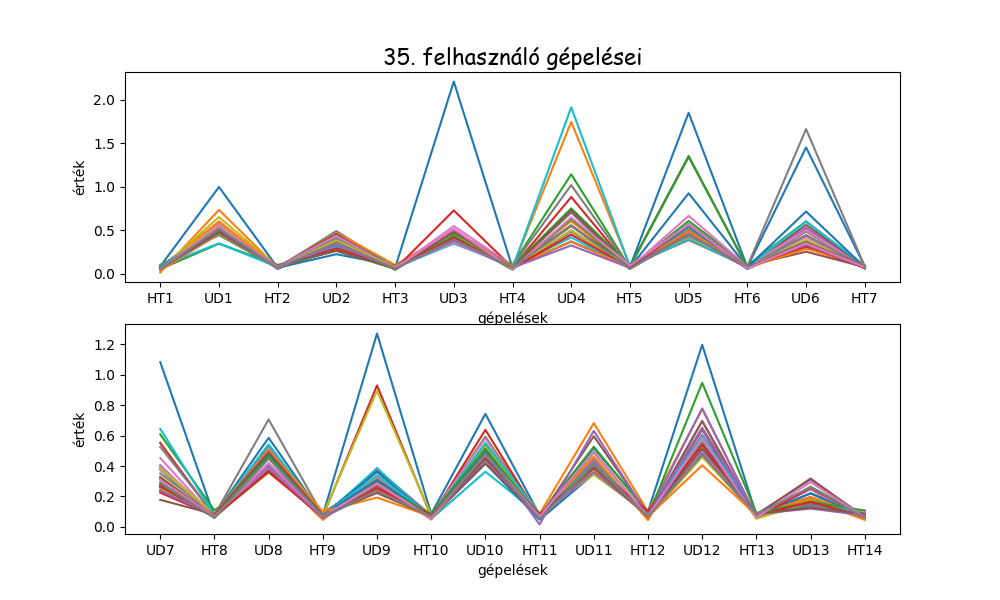 35. felhasználó gépelései
érték
2.0
1.5
1.0
0.5
0.0
HT1 UD1 HT2 UD2 HT3 UD3 HT4 UD4 HT5 UD5 HT6 UD6 HT7
gépelések
érték
1.2
1.0
0.8
0.6
0.4
0.2
0.0
UD7 HT8 UD8 HT9 UD9 HT10 UD10 HT11 UD11 HT12 UD12 HT13 UD13 HT14
gépelések